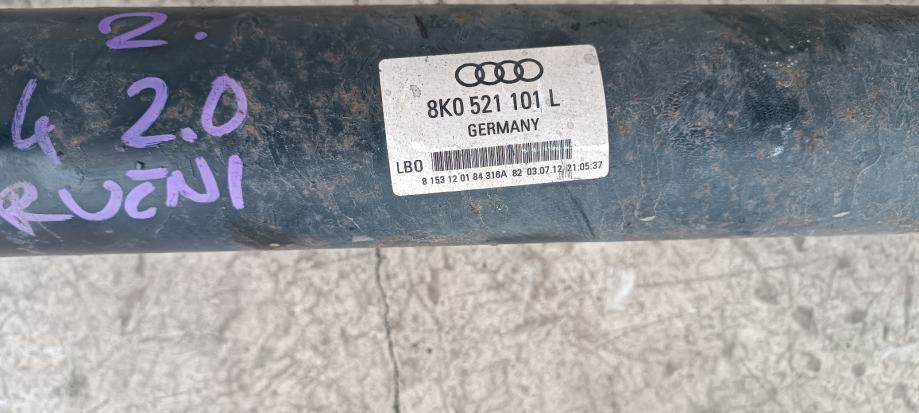 2.
4 2.0
RUČNI
8K0 521 101 L
GERMANY
LBO
8 153 12 01 84 316A 82 03.07.12 21:05:37